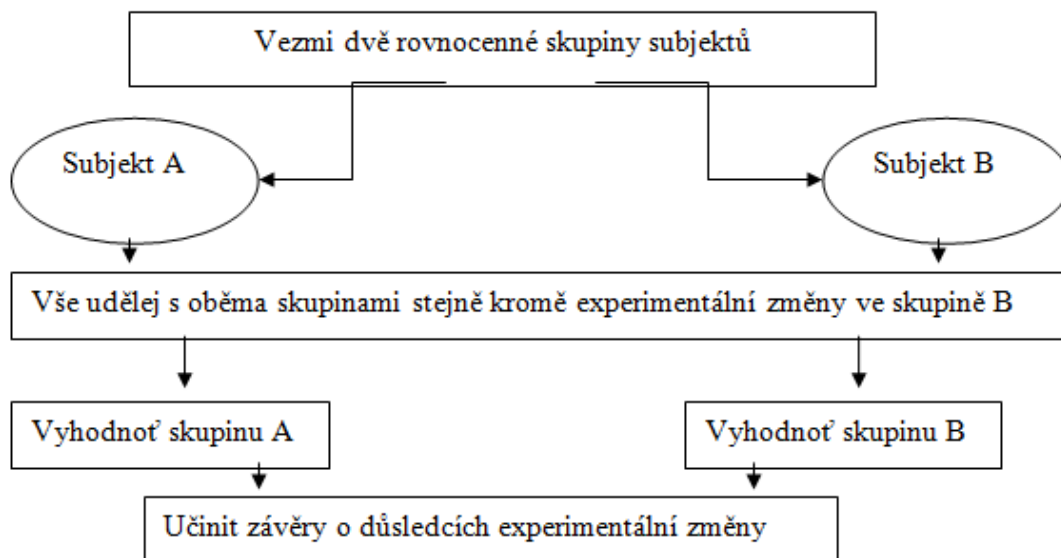 Vezmi dvě rovnocenné skupiny subjektů
Subjekt A
Subjekt B
Vše udělej s oběma skupinami stejně kromě experimentální změny ve skupině B
Vyhodnoť skupinu A
Vyhodnoť skupinu B
Učinit závěry o důsledcích experimentální změny